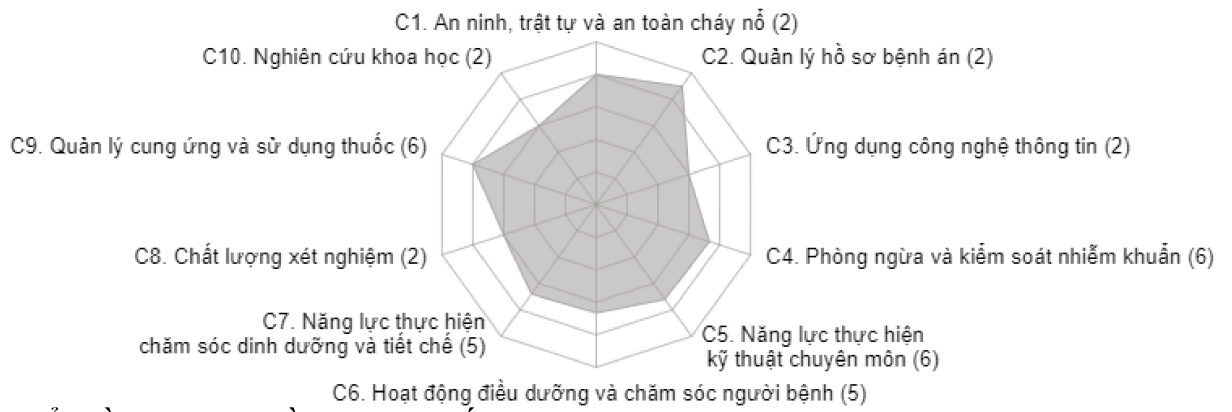 C1. An ninh, trật tự và an toàn cháy nổ (2)
C10. Nghiên cứu khoa học (2)
C2. Quản lý hồ sơ bệnh án (2)
C9. Quản lý cung ứng và sử dụng thuốc (6)
C3. Ứng dụng công nghệ thông tin (2)
C8. Chất lượng xét nghiệm (2)
C4. Phòng ngừa và kiểm soát nhiễm khuẩn (6)
C7. Năng lực thực hiện
chăm sóc dinh dưỡng và tiết chế (5)
C5. Năng lực thực hiện
kỹ thuật chuyên môn (6)
C6. Hoạt động điều dưỡng và chăm sóc người bệnh (5)